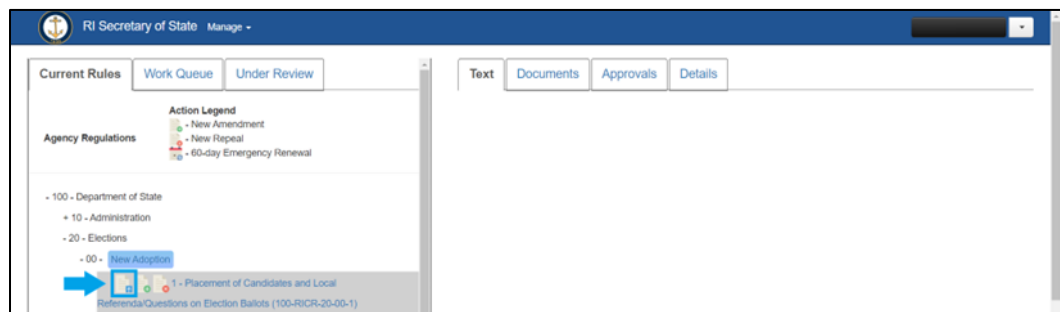 RI Secretary of State Manage
Current Rules Work Queue Under Review
Text Documents Approvals Details
Action Legend
- New Amendment
Agency Regulations
- New Repeal
- 60-day Emergency Renewal
- 100 - Department of State
+ 10 - Administration
- 20 - Elections
- 00 - New Adoption
1 - Placement of Candidates and Local
Referenda/Questions on Election Ballots (100-RICR-20-00-1)